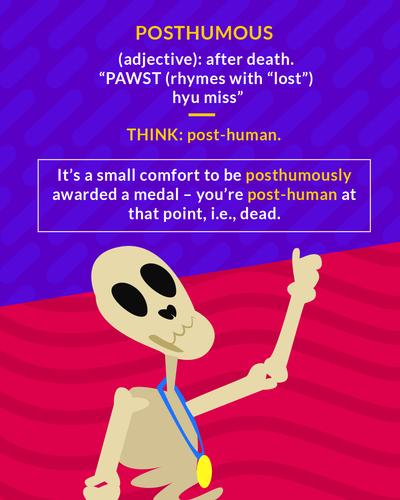 POSTHUMOUS
(adjective): after death.
“PAWST (rhymes with “lost”)
hyu miss”
THINK: post-human.
It’s a small comfort to be posthumously
awarded a medal – you’re post-human at
that point, i.e., dead.